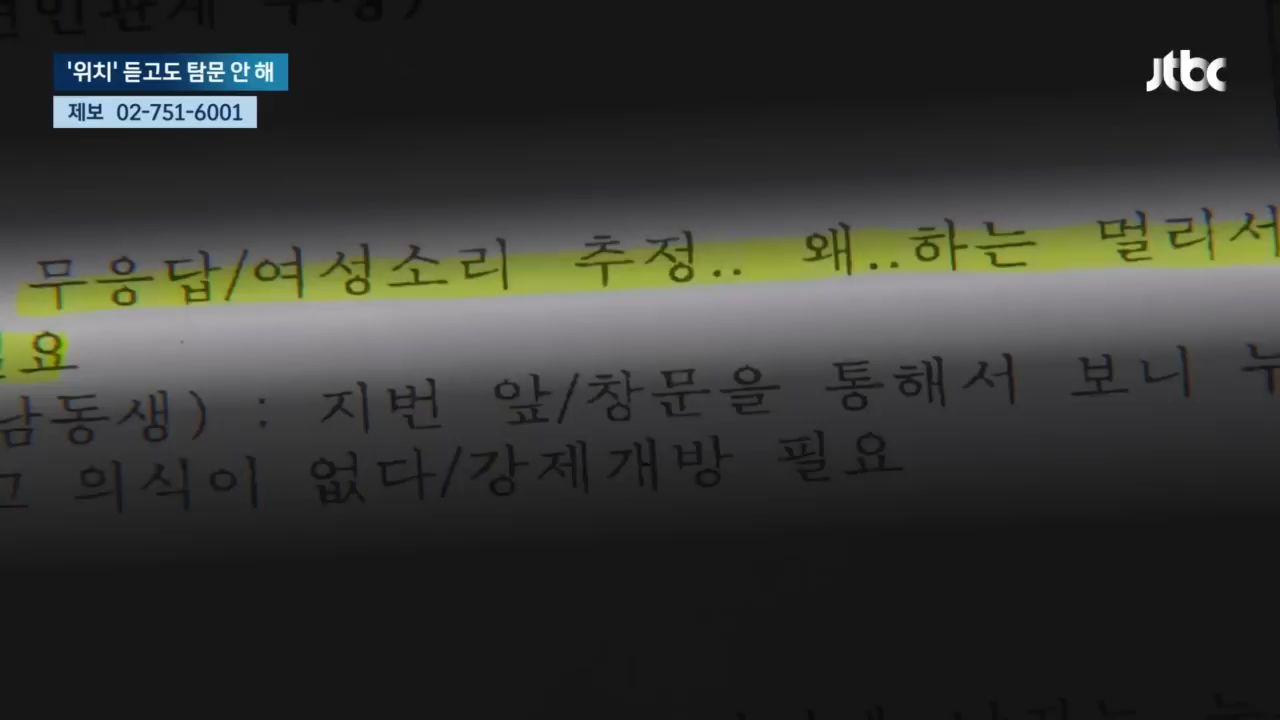 '위치' 듣고도 탐문 안 해
제보 02-751-6001
jtbc
무응답/여성소리 추정.. 왜..하는 멀리서
요
남동생) : 지번 앞/창문을 통해서 보니 누
고 의식이 없다/강제개방 필요